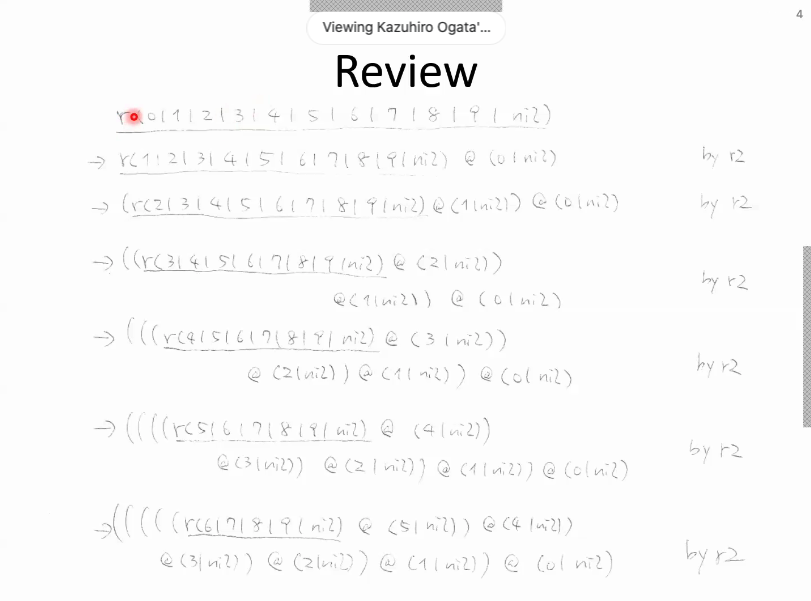 4
Viewing Kazuhiro Ogata'...
Review
r(0|1|2|3|4|5|6|7|8|9|nil)
→ r(1|2|3|4|5|6|7|8|9|nil) @ (0|nil) by r2
→ (r(2|3|4|5|6|7|8|9|nil) @ (1|nil)) @ (0|nil) by r2
→ ((r(3|4|5|6|7|8|9|nil) @ (2|nil))
@ (1|nil)) @ (0|nil) by r2
→ (((r(4|5|6|7|8|9|nil) @ (3|nil))
@ (2|nil)) @ (1|nil)) @ (0|nil) by r2
→ ((((r(5|6|7|8|9|nil) @ (4|nil))
@ (3|nil)) @ (2|nil)) @ (1|nil)) @ (0|nil) by r2
→ (((((r(6|7|8|9|nil) @ (5|nil)) @ (4|nil))
@ (3|nil)) @ (2|nil)) @ (1|nil)) @ (0|nil) by r2